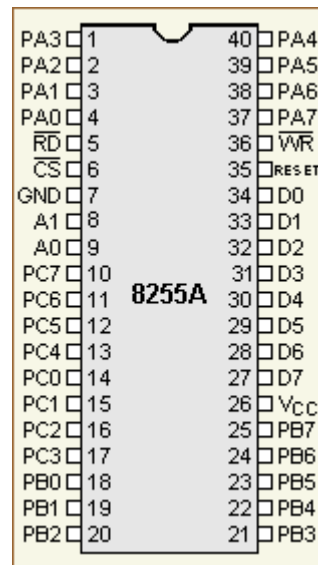 PA3 1 40 PA4
PA2 2 39 PA5
PA1 3 38 PA6
PA0 4 37 PA7
R̅D̅ 5 36 W̅R̅
C̅S̅ 6 35 RESET
GND 7 34 D0
A1 8 33 D1
A0 9 32 D2
PC7 10 31 D3
PC6 11 8255A 30 D4
PC5 12 29 D5
PC4 13 28 D6
PC0 14 27 D7
PC1 15 26 VCC
PC2 16 25 PB7
PC3 17 24 PB6
PB0 18 23 PB5
PB1 19 22 PB4
PB2 20 21 PB3